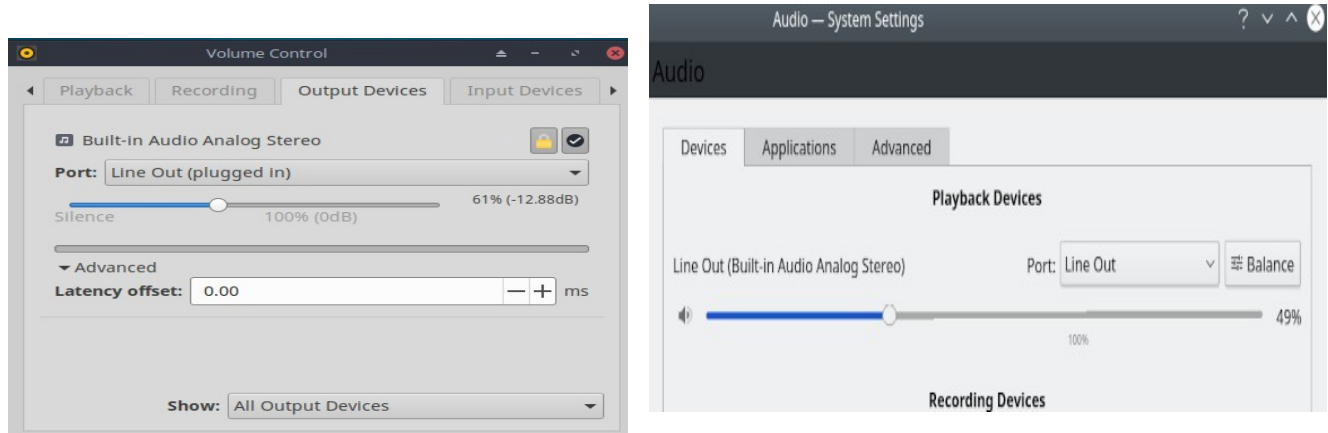 Volume Control
Playback Recording Output Devices Input Devices
Built-in Audio Analog Stereo
Port: Line Out (plugged in)
61% (-12.88dB)
Silence 100% (0dB)
Advanced
Latency offset: 0.00 ms
Show: All Output Devices
Audio — System Settings
Audio
Devices Applications Advanced
Playback Devices
Line Out (Built-in Audio Analog Stereo) Port: Line Out Balance
49%
100%
Recording Devices